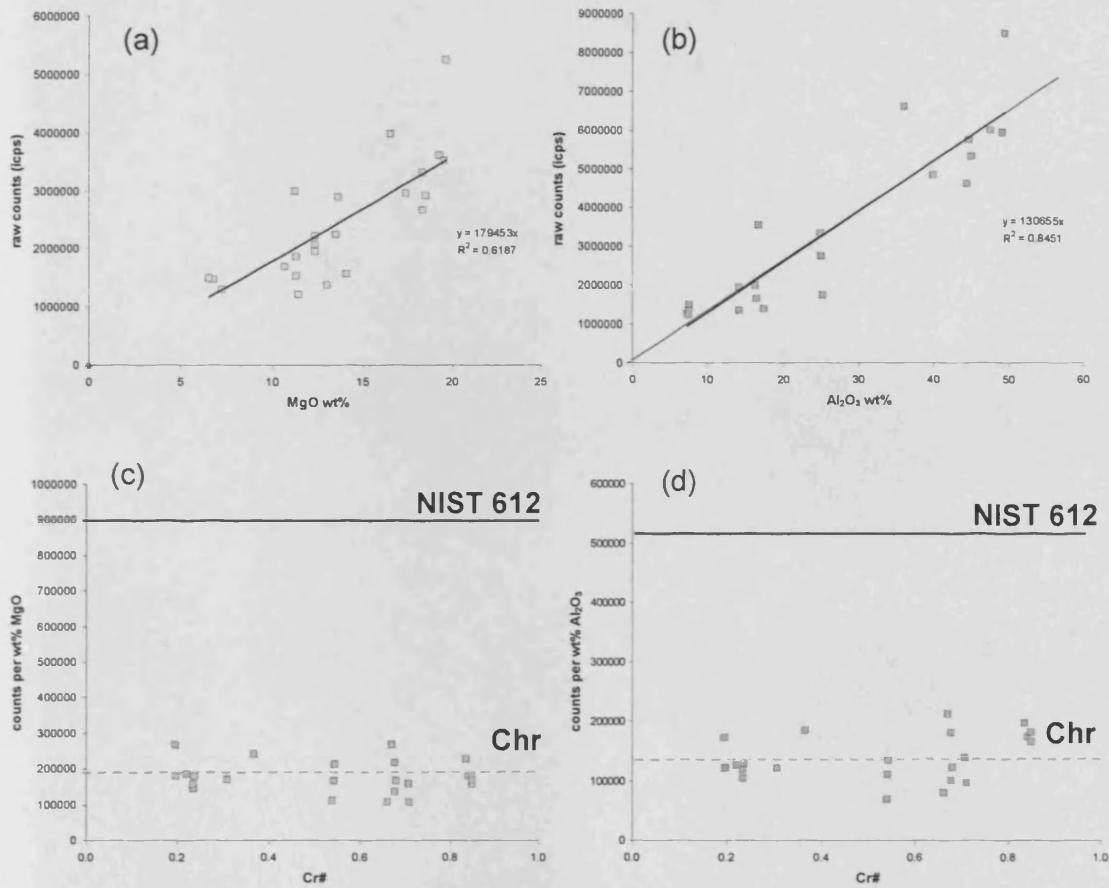 (a)
raw counts (icps)
6000000
5000000
4000000
3000000
2000000
1000000
0
y = 179453x
R² = 0.6187
0 5 10 15 20 25
MgO wt%
(b)
raw counts (icps)
9000000
8000000
7000000
6000000
5000000
4000000
3000000
2000000
1000000
0
y = 130655x
R² = 0.8451
0 10 20 30 40 50 60
Al₂O₃ wt%
(c)
NIST 612
counts per wt% MgO
1000000
900000
800000
700000
600000
500000
400000
300000
200000
100000
0
Chr
0.0 0.2 0.4 0.6 0.8 1.0
Cr#
(d)
NIST 612
counts per wt% Al₂O₃
600000
500000
400000
300000
200000
100000
0
Chr
0.0 0.2 0.4 0.6 0.8 1.0
Cr#